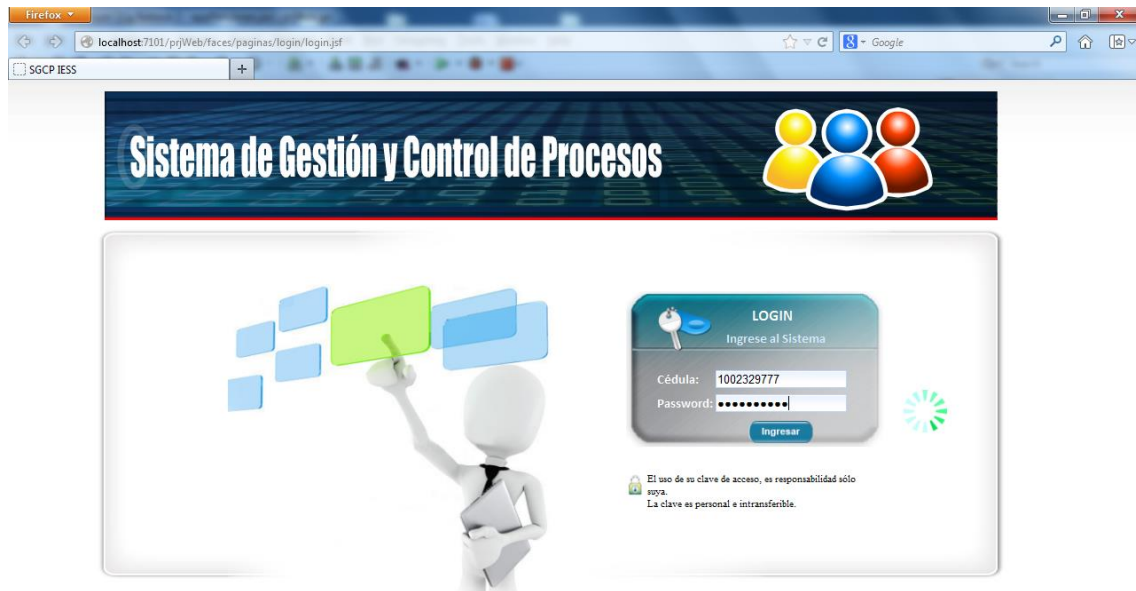 Firefox
localhost:7101/prjWeb/faces/paginas/login/login.jsf
Google
SGCP IESS
Sistema de Gestión y Control de Procesos
LOGIN
Ingrese al Sistema
Cédula: 1002329777
Password: ●●●●●●●●●●
Ingresar
El uso de su clave de acceso, es responsabilidad sólo
suya.
La clave es personal e intransferible.